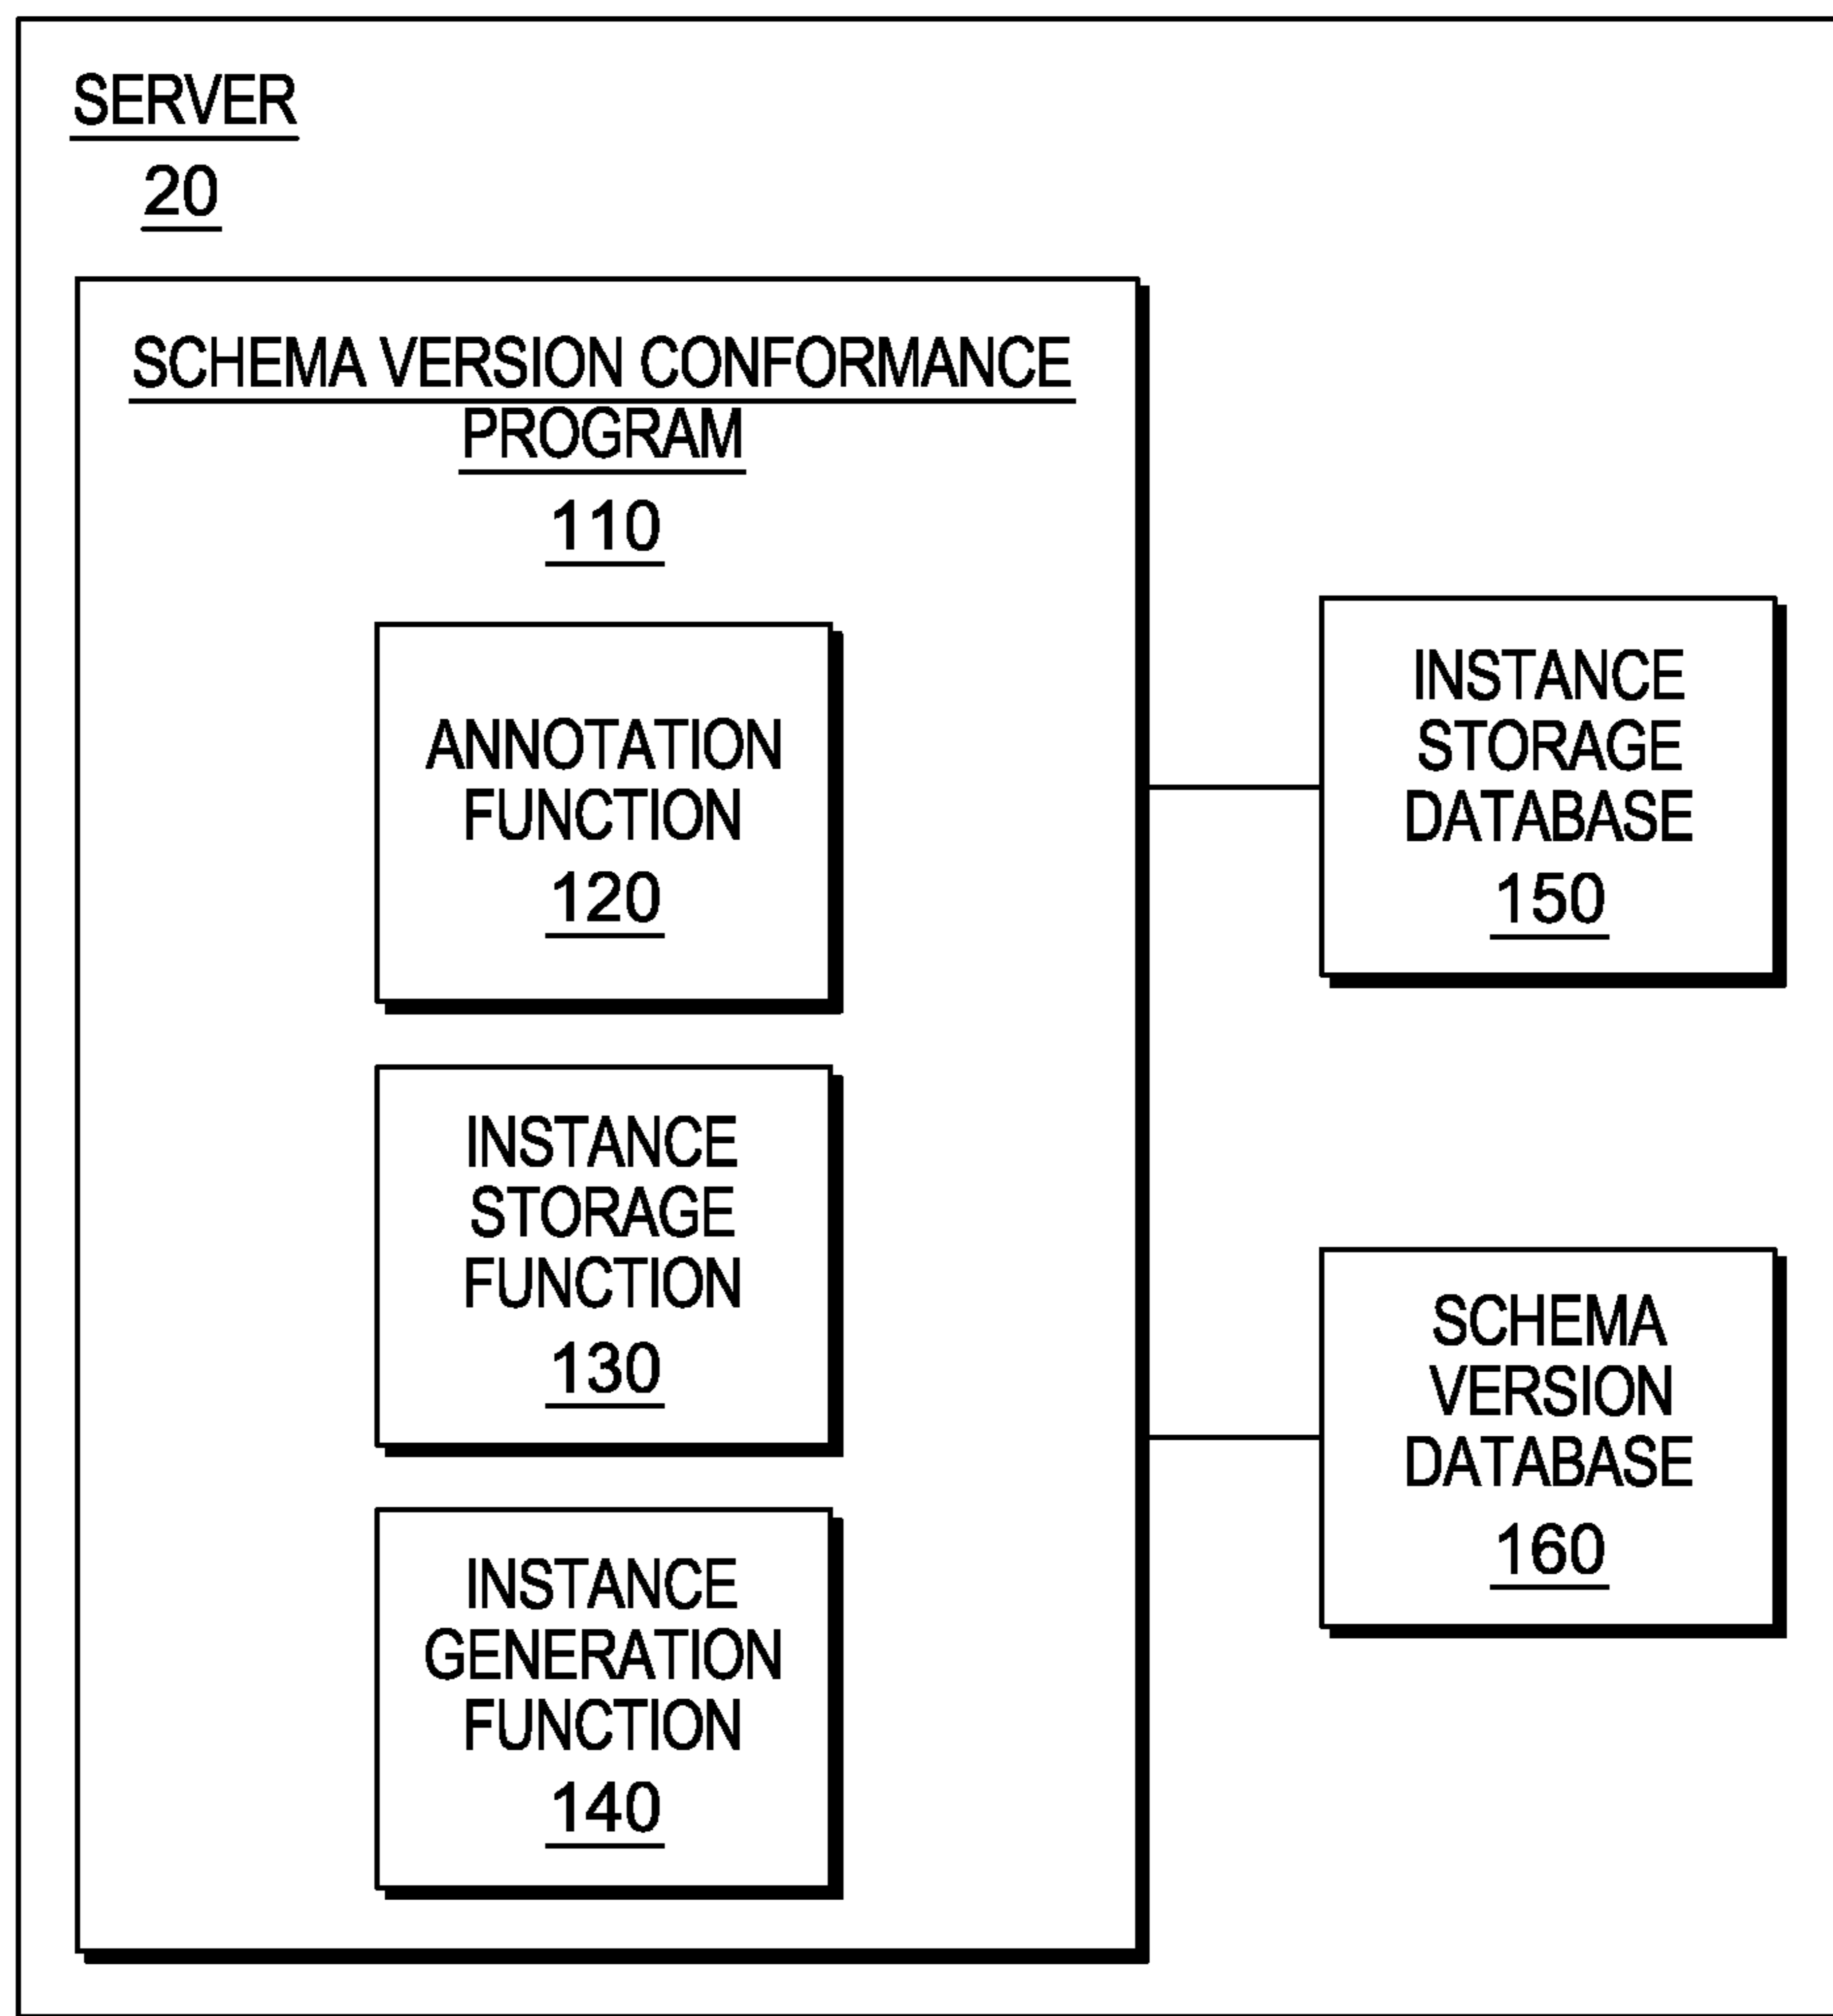 SERVER
20
SCHEMA VERSION CONFORMANCE
PROGRAM
110
ANNOTATION
FUNCTION
120
INSTANCE
STORAGE
FUNCTION
130
INSTANCE
GENERATION
FUNCTION
140
INSTANCE
STORAGE
DATABASE
150
SCHEMA
VERSION
DATABASE
160